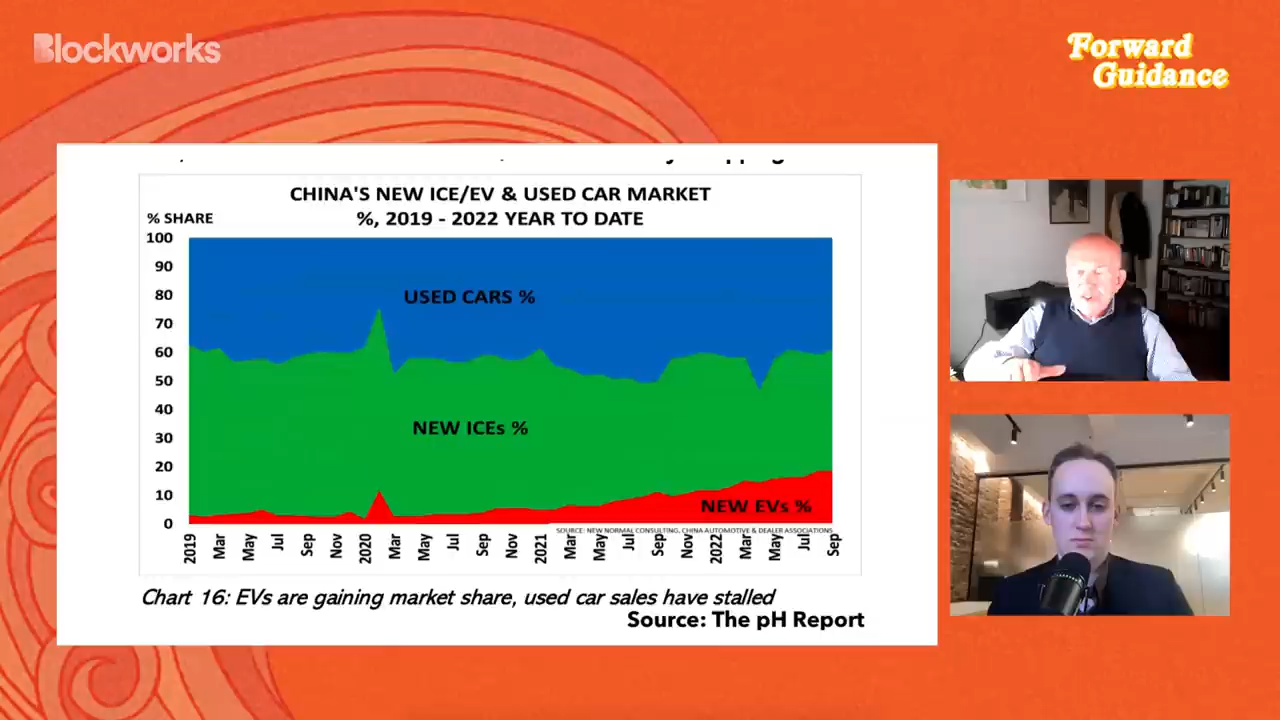 Blockworks
Forward
Guidance
CHINA'S NEW ICE/EV & USED CAR MARKET
%, 2019 - 2022 YEAR TO DATE
% SHARE
100
90
80
70
60
50
40
30
20
10
0
USED CARS %
NEW ICEs %
NEW EVs %
SOURCE: NEW NORMAL CONSULTING, CHINA AUTOMOTIVE & DEALER ASSOCIATIONS
2019 Mar May Jul Sep Nov 2020 Mar May Jul Sep Nov 2021 Mar May Jul Sep Nov 2022 Mar May Jul Sep
Chart 16: EVs are gaining market share, used car sales have stalled
Source: The pH Report